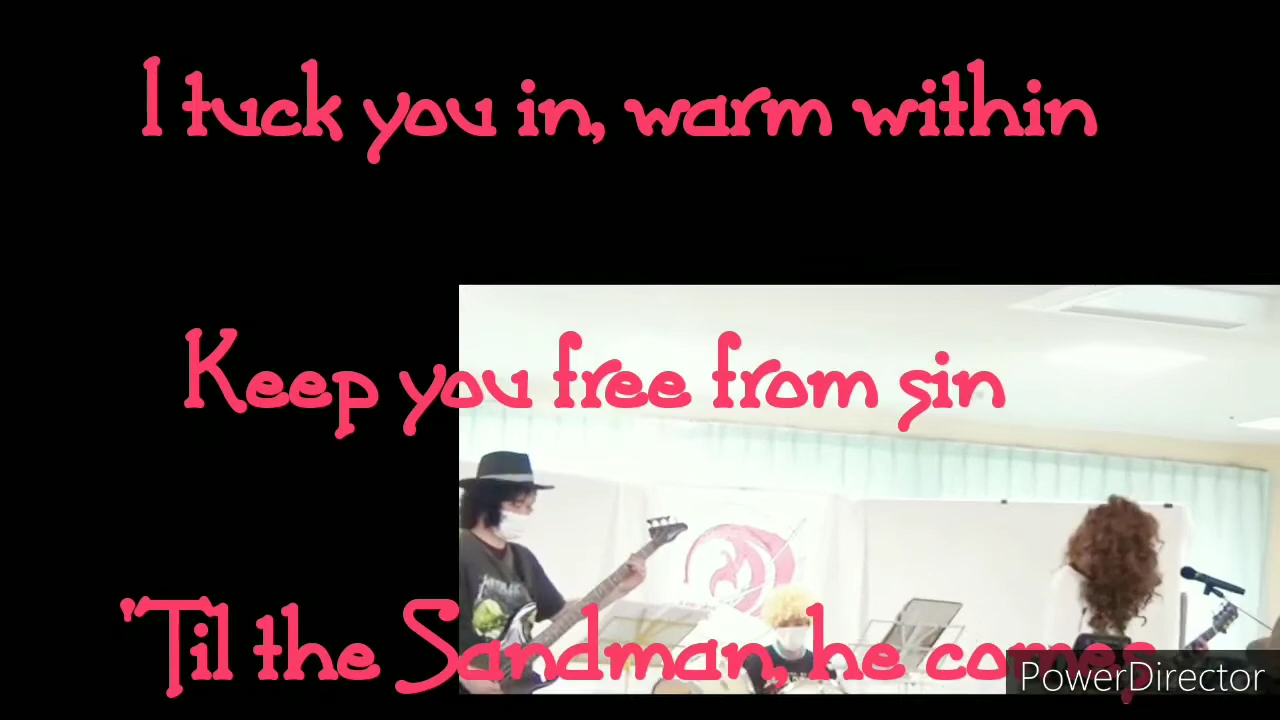 I tuck you in, warm within
Keep you free from sin
'Til the Sandman, he comes
PowerDirector